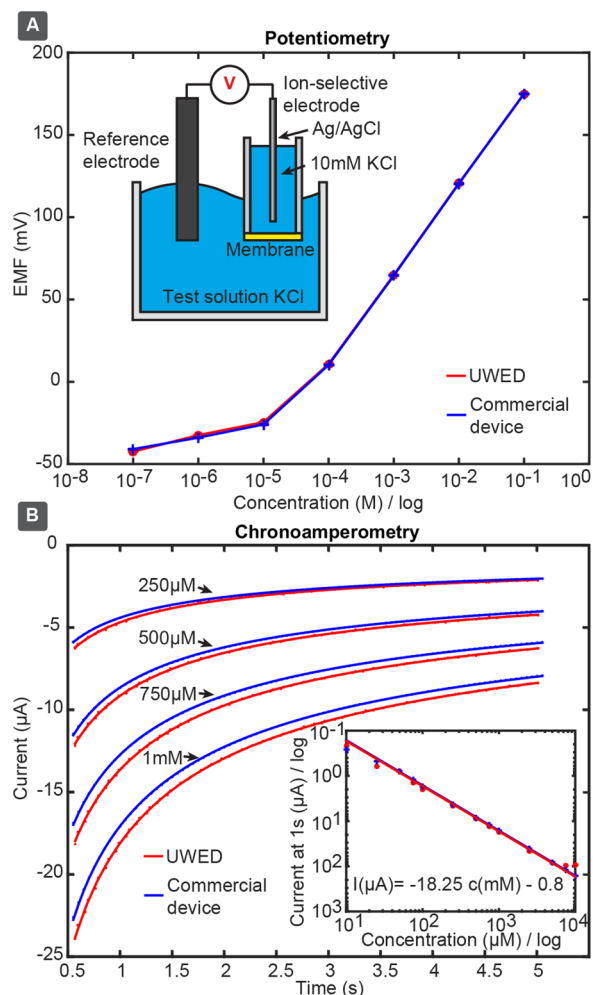 A
Potentiometry
200
150
100
50
0
-50
EMF (mV)
V
Ion-selective
electrode
Ag/AgCl
Reference
electrode
10mM KCl
Membrane
Test solution KCl
UWED
Commercial
device
10⁻⁸ 10⁻⁷ 10⁻⁶ 10⁻⁵ 10⁻⁴ 10⁻³ 10⁻² 10⁻¹ 10⁰
Concentration (M) / log
B
Chronoamperometry
0
-5
-10
-15
-20
-25
Current (µA)
250µM
500µM
750µM
1mM
UWED
Commercial
device
10⁻¹
10⁰
10¹
10²
10³
Current at 1s (µA) / log
I(µA)= -18.25 c(mM) - 0.8
10¹ 10² 10³ 10⁴
Concentration (µM) / log
0.5 1 1.5 2 2.5 3 3.5 4 4.5 5
Time (s)